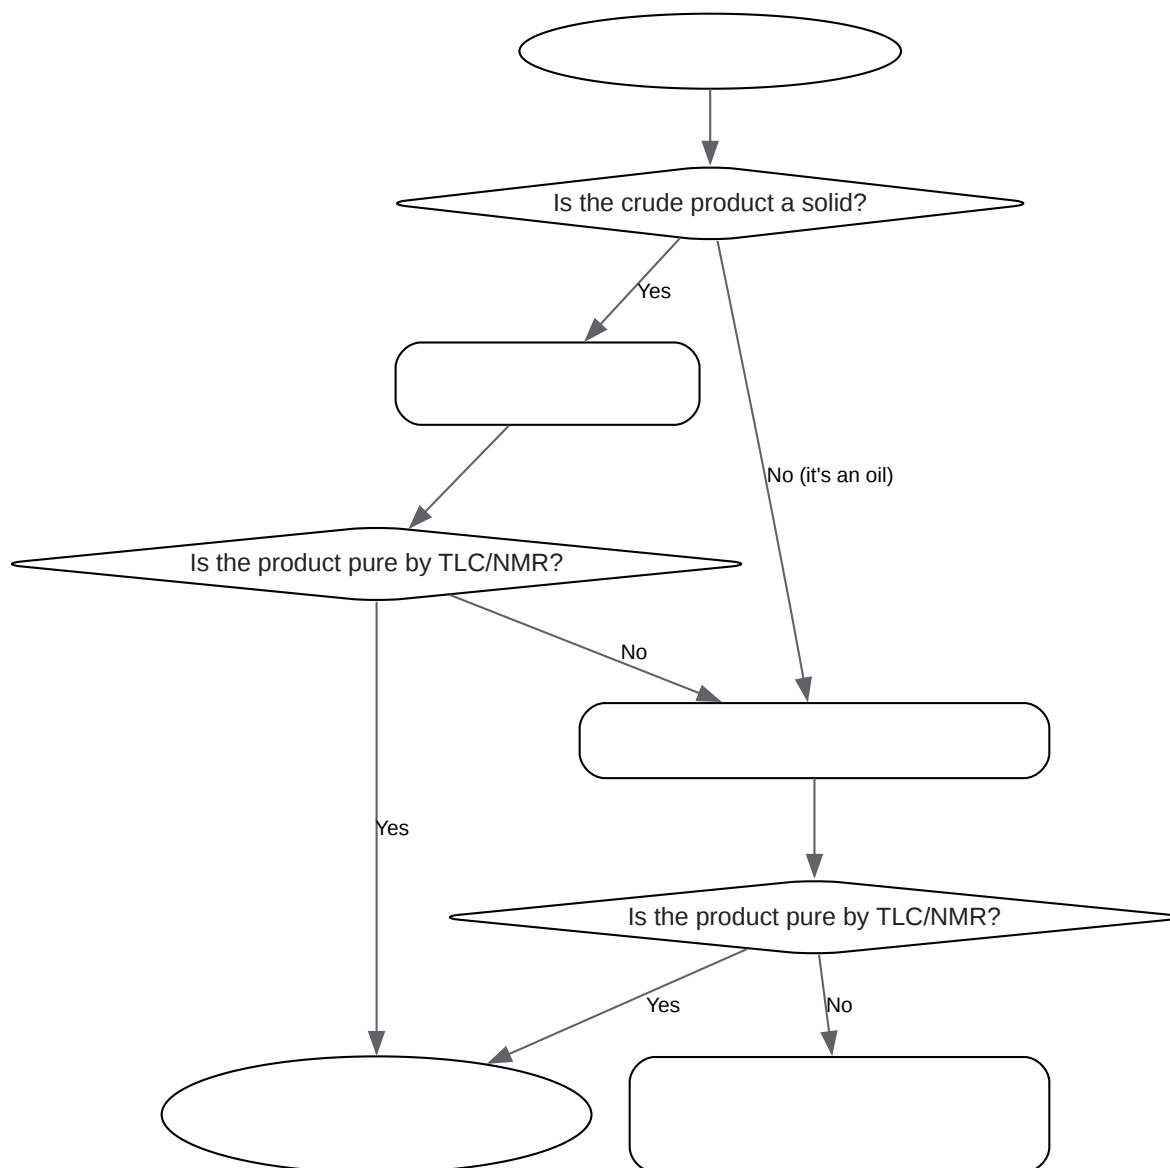 Is the crude product a solid?
Yes
No (it's an oil)
Is the product pure by TLC/NMR?
No
Yes
Is the product pure by TLC/NMR?
Yes
No